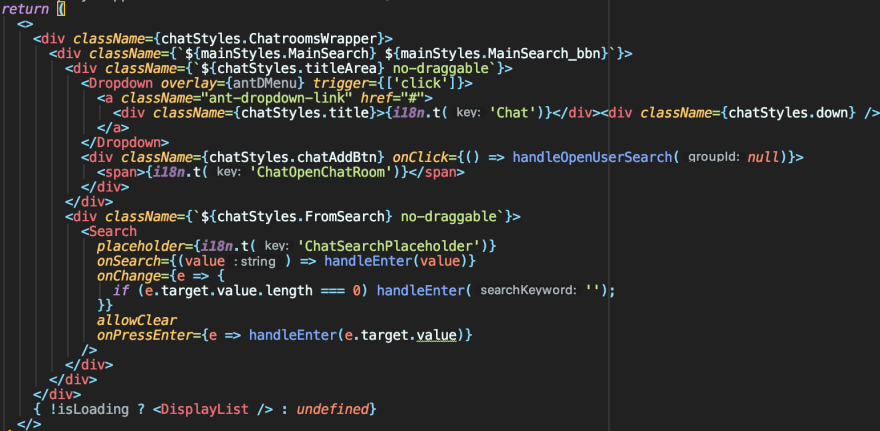 return (
<>
<div className={chatStyles.ChatroomsWrapper}>
<div className={`${mainStyles.MainSearch} ${mainStyles.MainSearch_bbn}`}>
<div className={`${chatStyles.titleArea} no-draggable`}>
<Dropdown overlay={antDMenu} trigger={['click']}>
<a className="ant-dropdown-link" href="#">
<div className={chatStyles.title}>{i18n.t( key: 'Chat')}</div><div className={chatStyles.down} />
</a>
</Dropdown>
<div className={chatStyles.chatAddBtn} onClick={() => handleOpenUserSearch( groupId: null)}>
<span>{i18n.t( key: 'ChatOpenChatRoom')}</span>
</div>
</div>
<div className={`${chatStyles.FromSearch} no-draggable`}>
<Search
placeholder={i18n.t( key: 'ChatSearchPlaceholder')}
onSearch={(value : string ) => handleEnter(value)}
onChange={e => {
if (e.target.value.length === 0) handleEnter( searchKeyword: '');
}}
allowClear
onPressEnter={e => handleEnter(e.target.value)}
/>
</div>
</div>
</div>
{ !isLoading ? <DisplayList /> : undefined}
</>